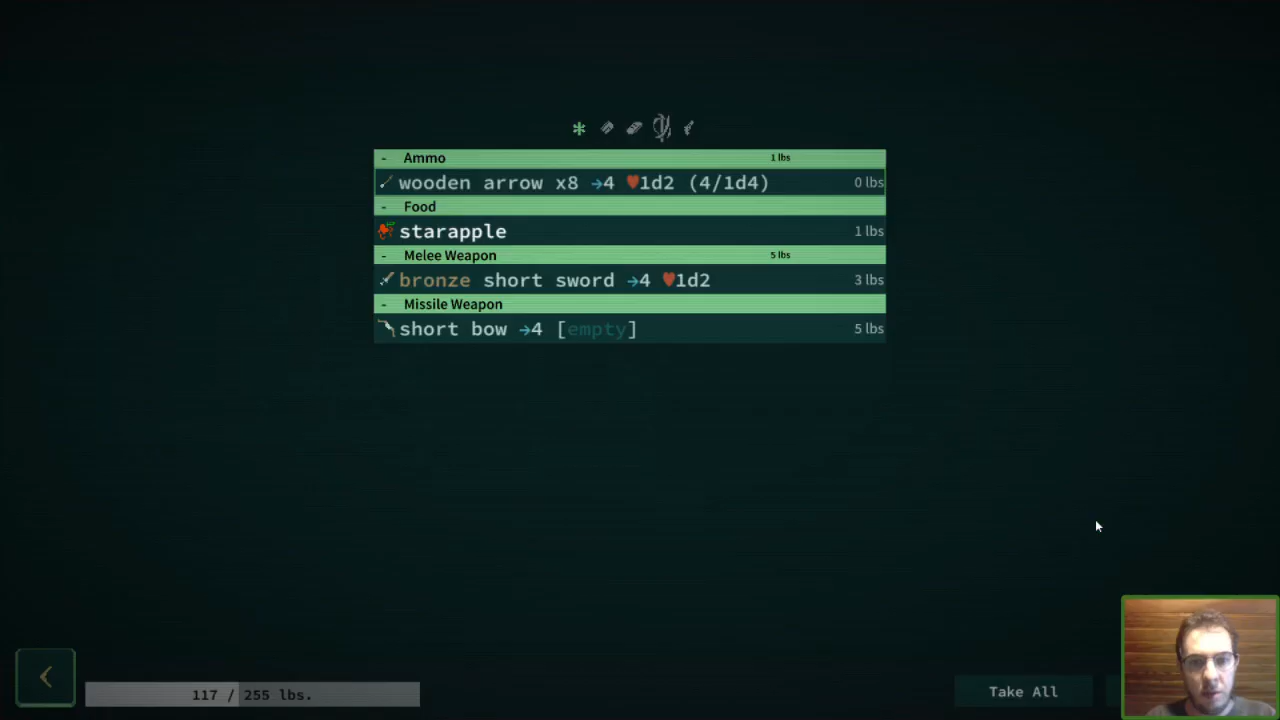 - Ammo 1 lbs
wooden arrow x8 →4 ♥1d2 (4/1d4) 0 lbs
- Food
starapple 1 lbs
- Melee Weapon 5 lbs
bronze short sword →4 ♥1d2 3 lbs
- Missile Weapon
short bow →4 [empty] 5 lbs
117 / 255 lbs.
Take All